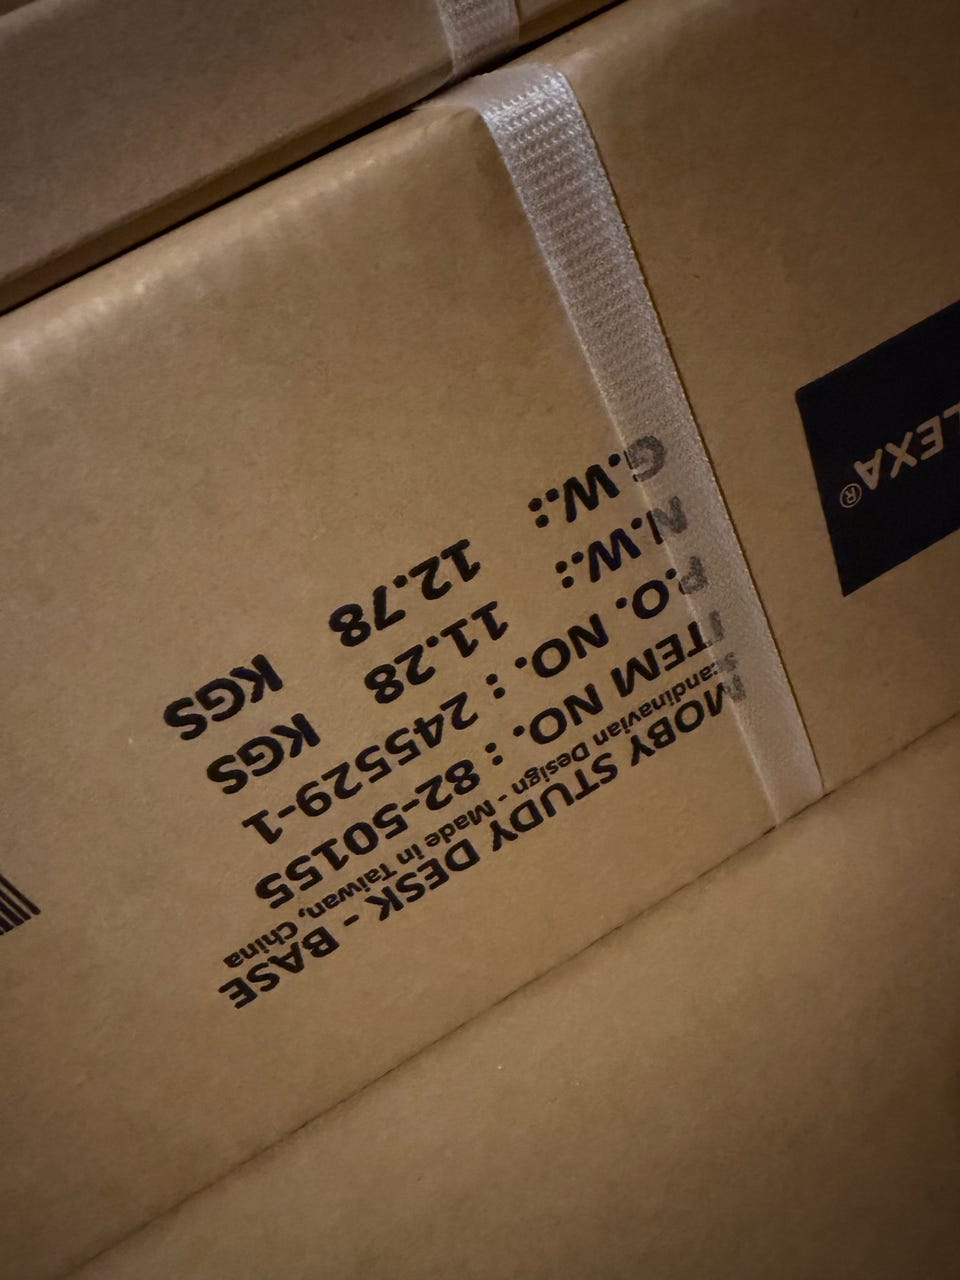 MOBY STUDY DESK - BASE
Scandinavian Design - Made in Taiwan, China
ITEM NO. : 82-50155
P.O. NO. : 245529-1
N.W.: 11.28 KGS
G.W.: 12.78 KGS
LEXA®